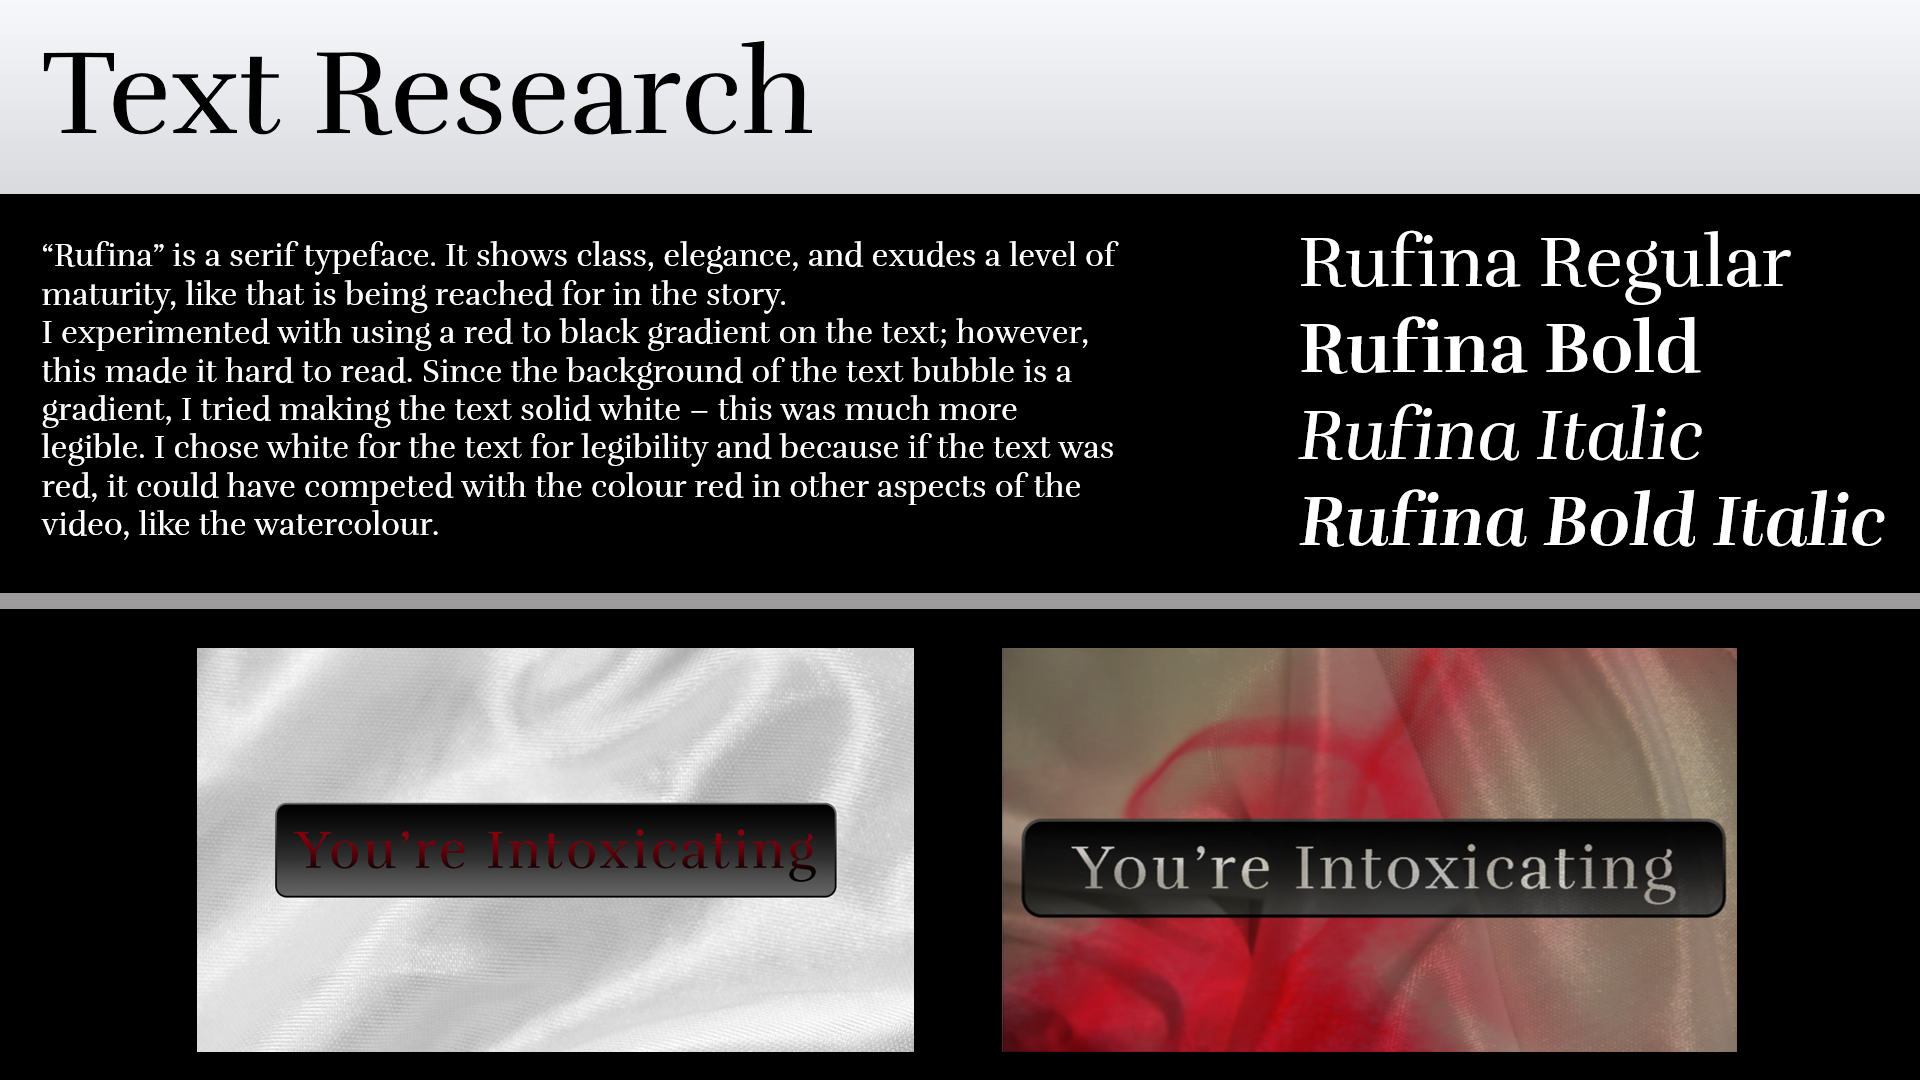 Text Research
“Rufina” is a serif typeface. It shows class, elegance, and exudes a level of
maturity, like that is being reached for in the story.
I experimented with using a red to black gradient on the text; however,
this made it hard to read. Since the background of the text bubble is a
gradient, I tried making the text solid white – this was much more
legible. I chose white for the text for legibility and because if the text was
red, it could have competed with the colour red in other aspects of the
video, like the watercolour.
Rufina Regular
Rufina Bold
Rufina Italic
Rufina Bold Italic
You’re Intoxicating
You’re Intoxicating